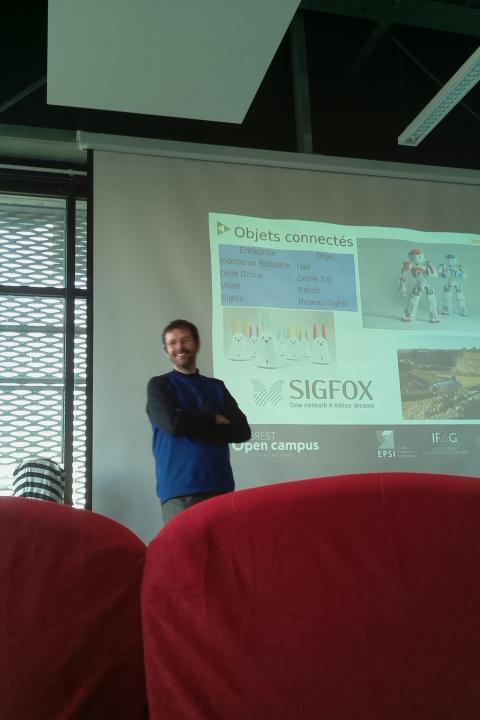 Objets connectés
Entreprise Objet
Aldebaran Robotics Nao
Delta Drone Drone 2.0
Violet Karotz
Sigfox Réseau Sigfox
SIGFOX
One network A billion dreams
BREST
Open campus
EPSI
IFAG